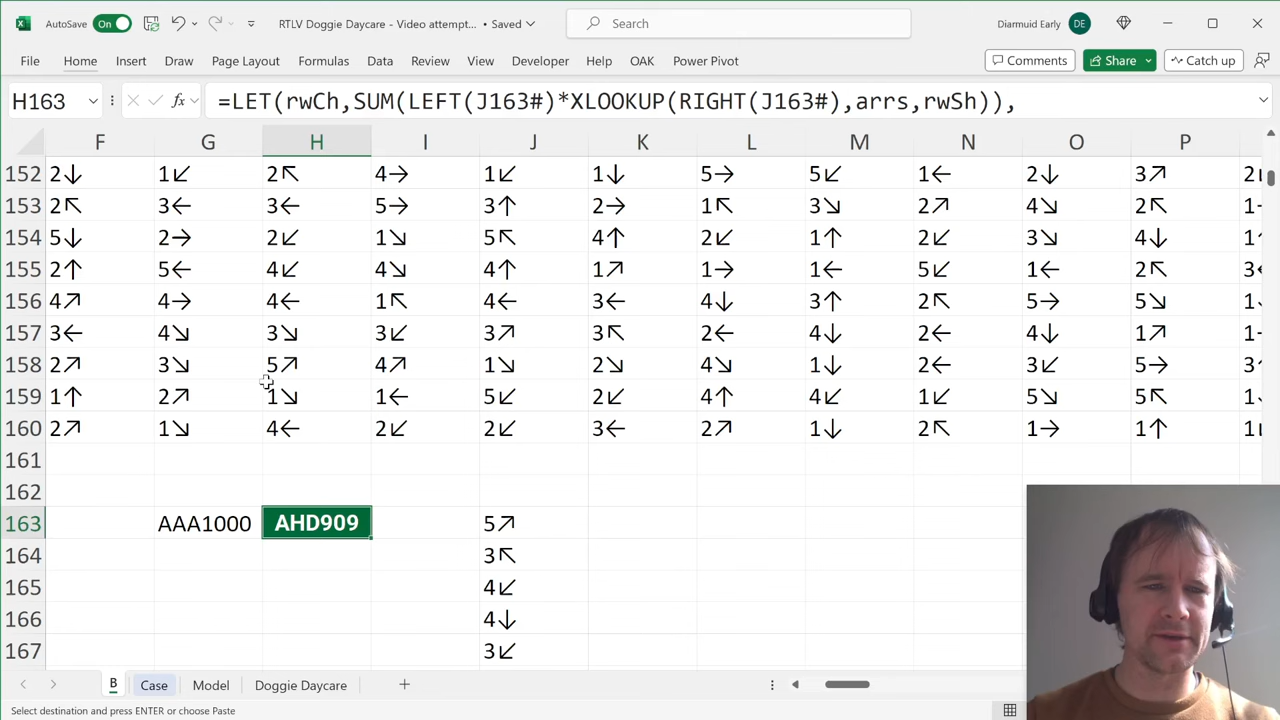 AutoSave On RTLV Doggie Daycare - Video attempt... • Saved Search Diarmuid Early DE
File Home Insert Draw Page Layout Formulas Data Review View Developer Help OAK Power Pivot Comments Share Catch up
H163 fx =LET(rwCh,SUM(LEFT(J163#)*XLOOKUP(RIGHT(J163#),arrs,rwSh)),
F G H I J K L M N O P
152 2↓ 1↙ 2↖ 4→ 1↙ 1↓ 5→ 5↙ 1← 2↓ 3↗
153 2↖ 3← 3← 5→ 3↑ 2→ 1↖ 3↘ 2↗ 4↘ 2↖ 1
154 5↓ 2→ 2↙ 1↘ 5↖ 4↑ 2↙ 1↑ 2↙ 3↘ 4↓ 1
155 2↑ 5← 4↙ 4↘ 4↑ 1↗ 1→ 1← 5↙ 1← 2↖ 3
156 4↗ 4→ 4← 1↖ 4← 3← 4↓ 3↑ 2↖ 5→ 5↘ 1
157 3← 4↘ 3↘ 3↙ 3↗ 3↖ 2← 4↓ 2← 4↓ 1↗ 1
158 2↗ 3↘ 5↗ 4↗ 1↘ 2↘ 4↘ 1↓ 2← 3↙ 5→ 3
159 1↑ 2↗ 1↘ 1← 5↙ 2↙ 4↑ 4↙ 1↙ 5↘ 5↖ 1
160 2↗ 1↘ 4← 2↙ 2↙ 3← 2↗ 1↓ 2↖ 1→ 1↑ 1
161
162
163 AAA1000 AHD909 5↗
164 3↖
165 4↙
166 4↓
167 3↙
B Case Model Doggie Daycare
Select destination and press ENTER or choose Paste